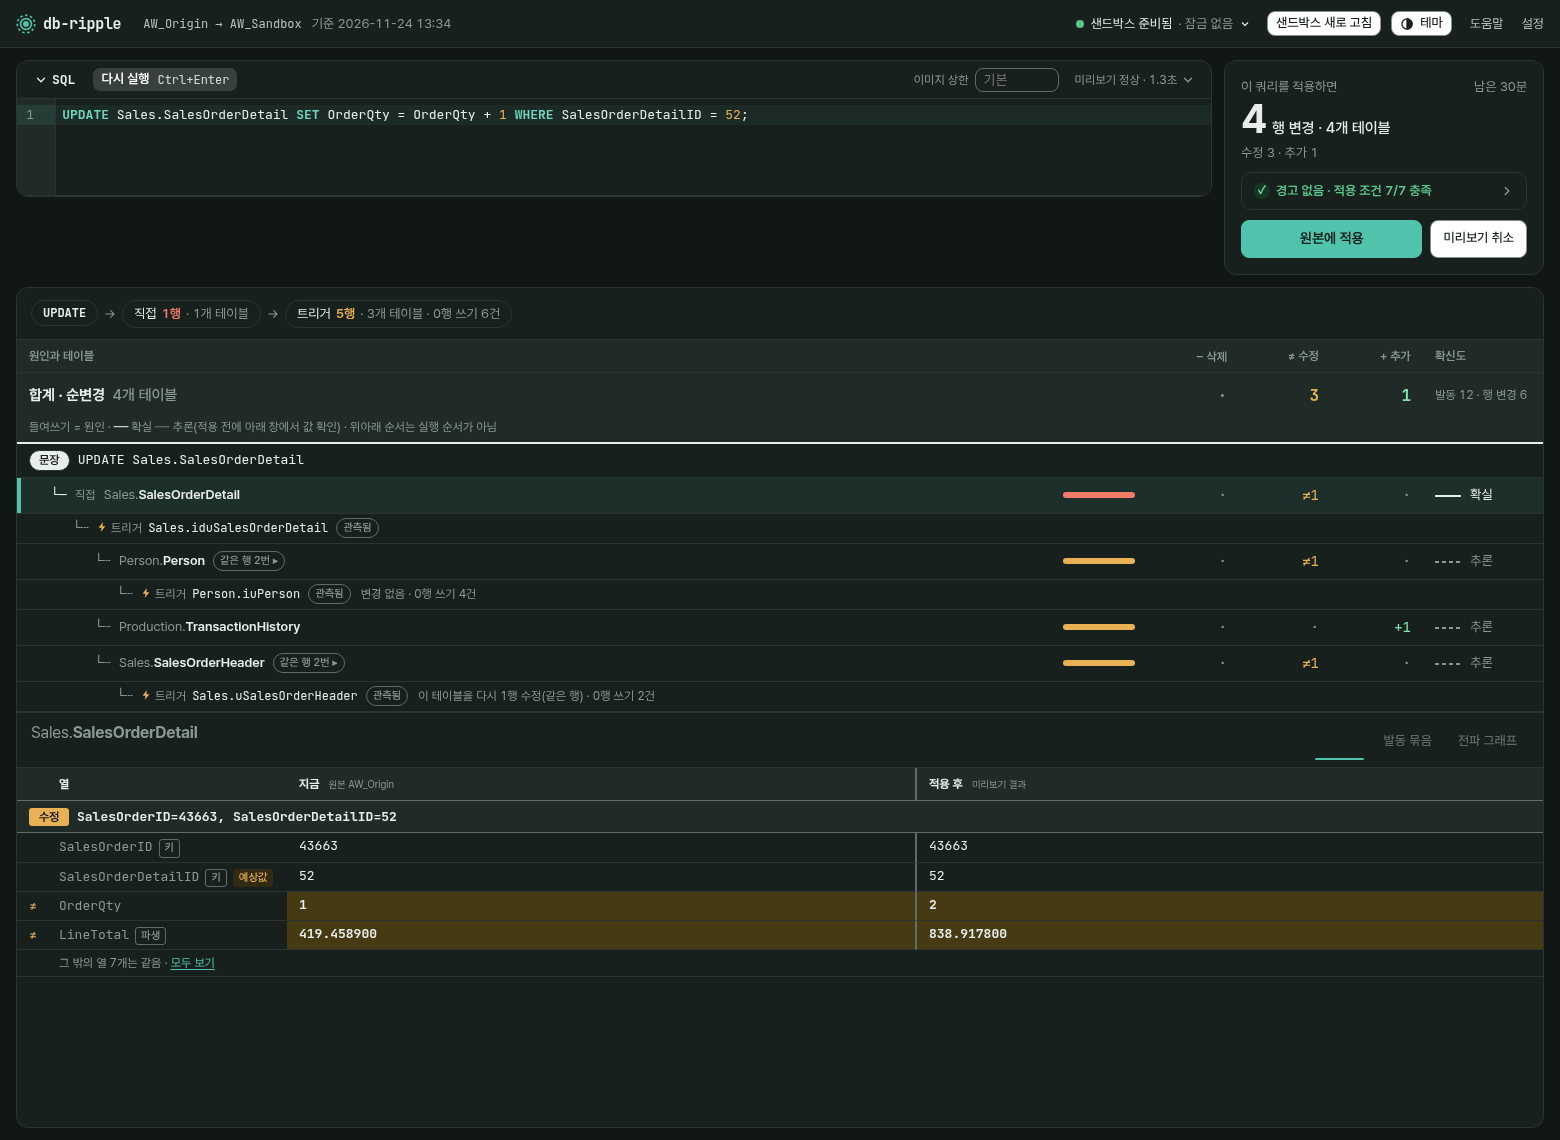 db-ripple AW_Origin → AW_Sandbox 기준 2026-11-24 13:34 샌드박스 준비됨 · 잠금 없음 샌드박스 새로 고침 테마 도움말 설정
SQL 다시 실행 Ctrl+Enter 이미지 상한 기본 미리보기 정상 · 1.3초
1 UPDATE Sales.SalesOrderDetail SET OrderQty = OrderQty + 1 WHERE SalesOrderDetailID = 52;
이 쿼리를 적용하면 남은 30분
4 행 변경 · 4개 테이블
수정 3 · 추가 1
✓ 경고 없음 · 적용 조건 7/7 충족
원본에 적용 미리보기 취소
UPDATE → 직접 1행 · 1개 테이블 → 트리거 5행 · 3개 테이블 · 0행 쓰기 6건
원인과 테이블 − 삭제 ≠ 수정 + 추가 확신도
합계 · 순변경 4개 테이블 · 3 1 발동 12 · 행 변경 6
들여쓰기 = 원인 · ── 확실 ┈┈ 추론(적용 전에 아래 창에서 값 확인) · 위아래 순서는 실행 순서가 아님
문장 UPDATE Sales.SalesOrderDetail
└─ 직접 Sales.SalesOrderDetail · ≠1 · 확실
└┈ 트리거 Sales.iduSalesOrderDetail 관측됨
└┈ Person.Person 같은 행 2번 ▸ · ≠1 · 추론
└┈ 트리거 Person.iuPerson 관측됨 변경 없음 · 0행 쓰기 4건
└┈ Production.TransactionHistory · · +1 추론
└┈ Sales.SalesOrderHeader 같은 행 2번 ▸ · ≠1 · 추론
└┈ 트리거 Sales.uSalesOrderHeader 관측됨 이 테이블을 다시 1행 수정(같은 행) · 0행 쓰기 2건
Sales.SalesOrderDetail 발동 묶음 전파 그래프
열 지금 원본 AW_Origin 적용 후 미리보기 결과
수정 SalesOrderID=43663, SalesOrderDetailID=52
SalesOrderID 키 43663 43663
SalesOrderDetailID 키 예상값 52 52
≠ OrderQty 1 2
≠ LineTotal 파생 419.458900 838.917800
그 밖의 열 7개는 같음 · 모두 보기